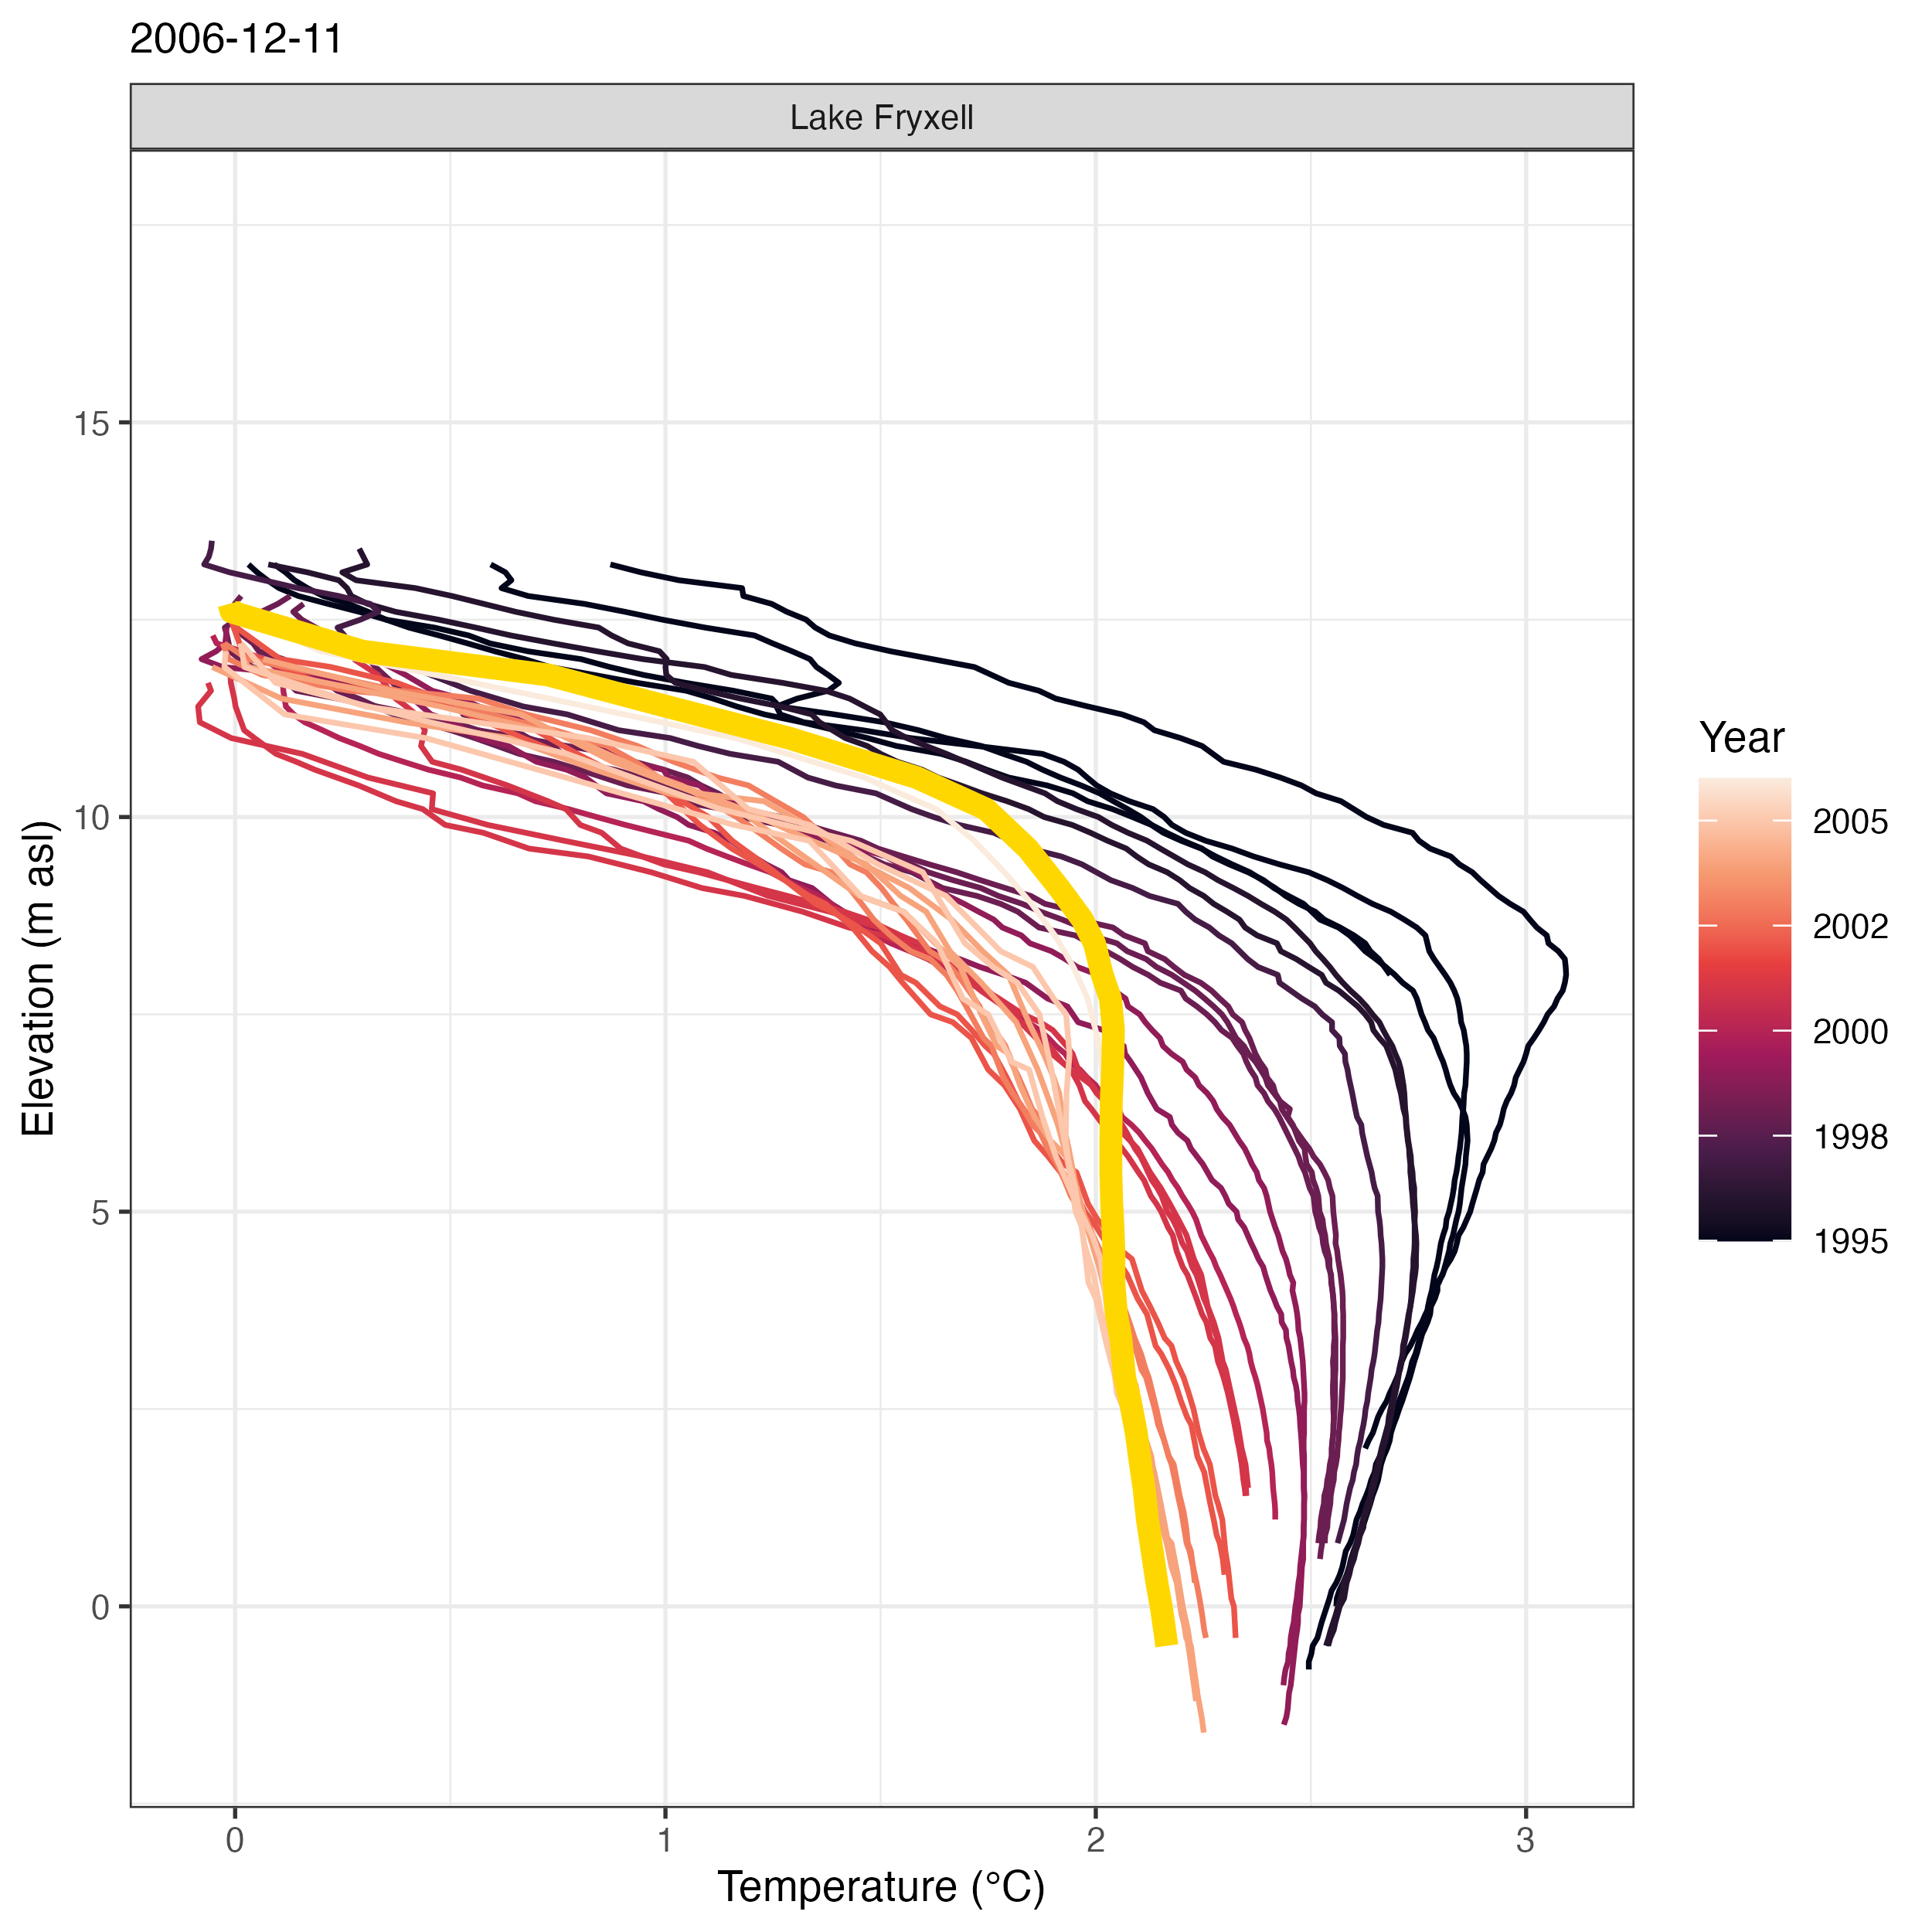 2006-12-11
Lake Fryxell
Elevation (m asl)
15
10
5
0
0 1 2 3
Temperature (°C)
Year
2005
2002
2000
1998
1995